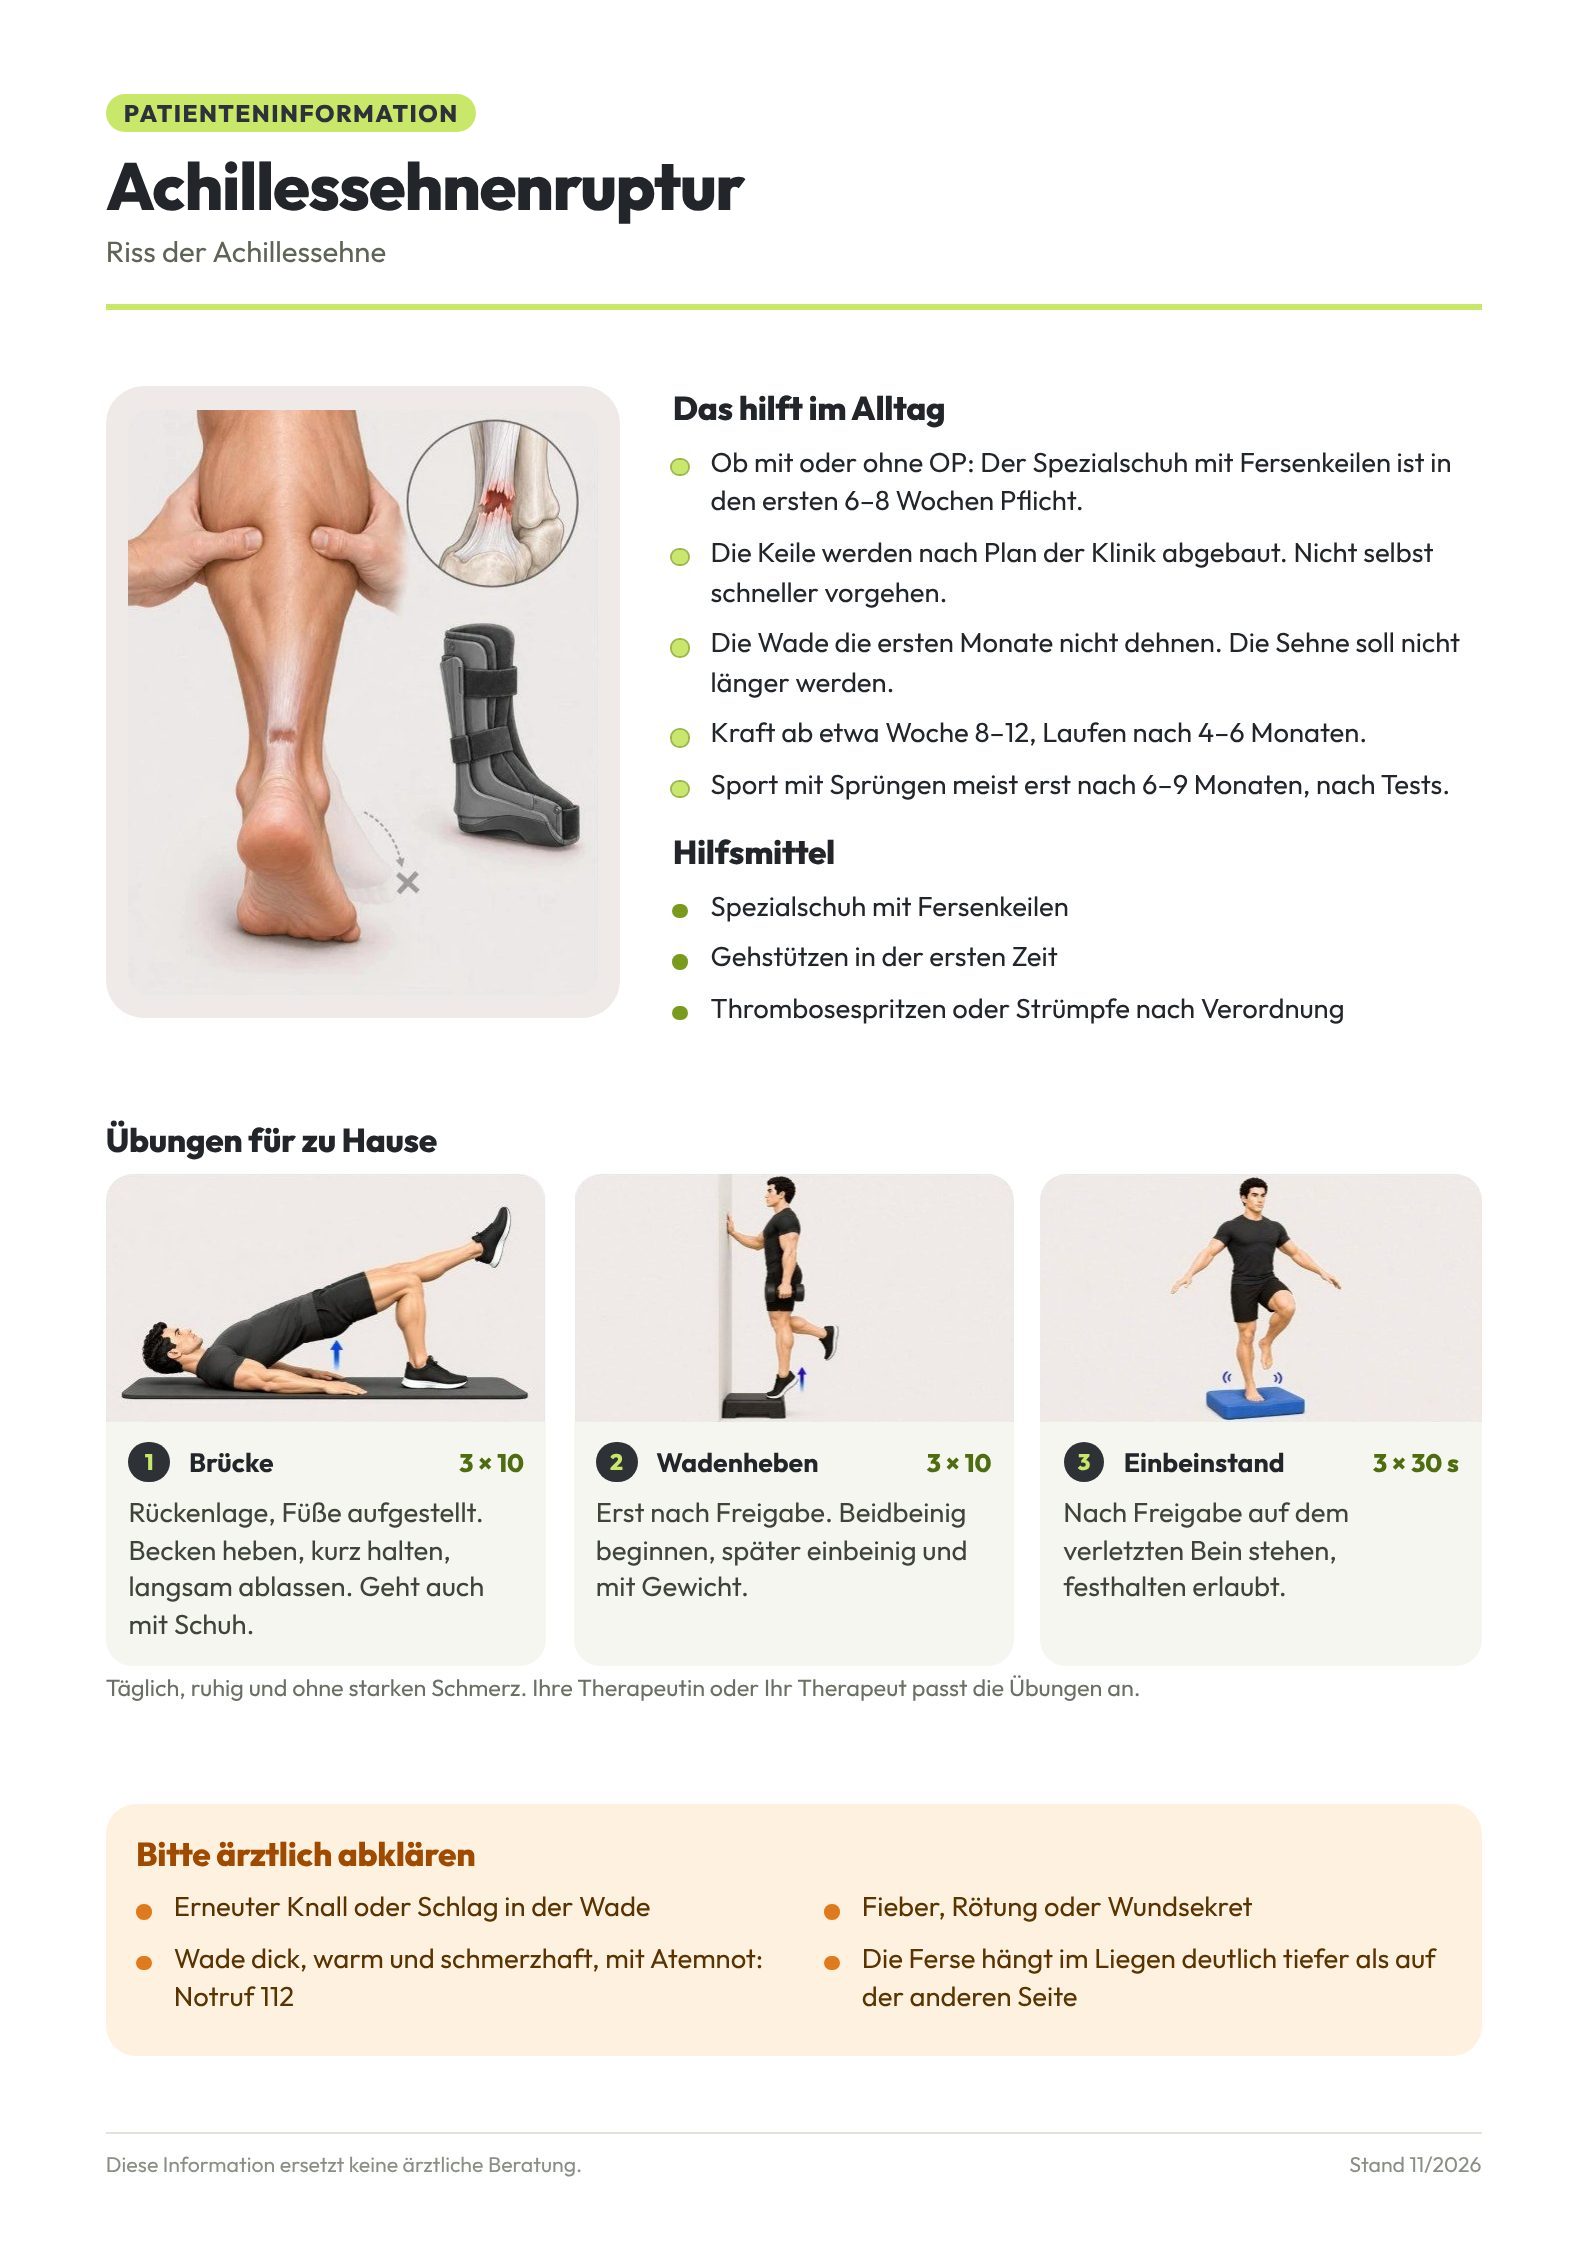 PATIENTENINFORMATION
Achillessehnenruptur
Riss der Achillessehne
Das hilft im Alltag
Ob mit oder ohne OP: Der Spezialschuh mit Fersenkeilen ist in
den ersten 6–8 Wochen Pflicht.
Die Keile werden nach Plan der Klinik abgebaut. Nicht selbst
schneller vorgehen.
Die Wade die ersten Monate nicht dehnen. Die Sehne soll nicht
länger werden.
Kraft ab etwa Woche 8–12, Laufen nach 4–6 Monaten.
Sport mit Sprüngen meist erst nach 6–9 Monaten, nach Tests.
Hilfsmittel
Spezialschuh mit Fersenkeilen
Gehstützen in der ersten Zeit
Thrombosespritzen oder Strümpfe nach Verordnung
Übungen für zu Hause
1 Brücke 3 × 10
Rückenlage, Füße aufgestellt.
Becken heben, kurz halten,
langsam ablassen. Geht auch
mit Schuh.
2 Wadenheben 3 × 10
Erst nach Freigabe. Beidbeinig
beginnen, später einbeinig und
mit Gewicht.
3 Einbeinstand 3 × 30 s
Nach Freigabe auf dem
verletzten Bein stehen,
festhalten erlaubt.
Täglich, ruhig und ohne starken Schmerz. Ihre Therapeutin oder Ihr Therapeut passt die Übungen an.
Bitte ärztlich abklären
Erneuter Knall oder Schlag in der Wade
Wade dick, warm und schmerzhaft, mit Atemnot:
Notruf 112
Fieber, Rötung oder Wundsekret
Die Ferse hängt im Liegen deutlich tiefer als auf
der anderen Seite
Diese Information ersetzt keine ärztliche Beratung.
Stand 11/2026